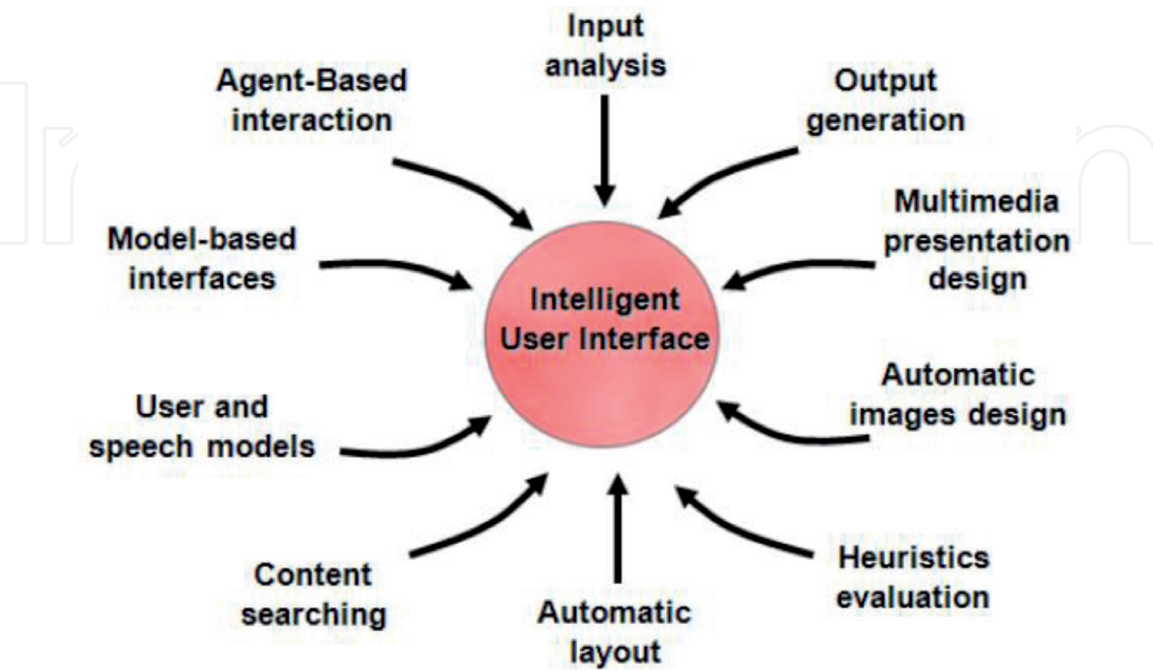 Input
analysis
Agent-Based
interaction
Output
generation
Model-based
interfaces
Multimedia
presentation
design
Intelligent
User Interface
User and
speech models
Automatic
images design
Content
searching
Automatic
layout
Heuristics
evaluation